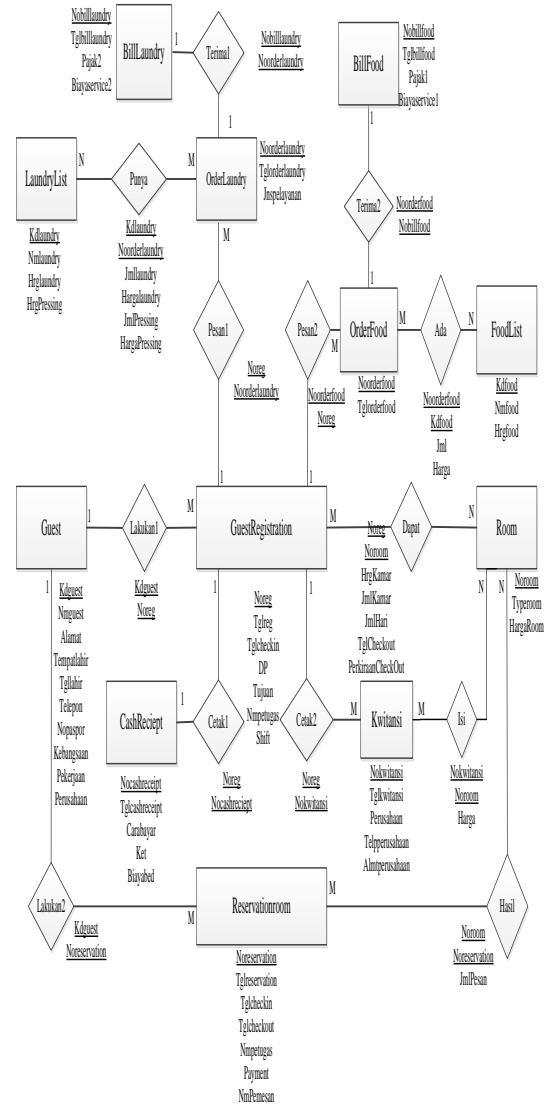 Nobilllaundry
Tglbilllaundry
Pajak2
Biayaservice2
BillLaundry
1
Terima1
Nobilllaundry
Noorderlaundry
1
BillFood
Nobillfood
Tglbillfood
Pajak1
Biayaservice1
1
LaundryList
N
Punya
M
OrderLaundry
Noorderlaundry
Tglorderlaundry
Jnspelayanan
M
Kdlaundry
Nmlaundry
Hrglaundry
HrgPressing
Kdlaundry
Noorderlaundry
Jmllaundry
Hargalaundry
JmlPressing
HargaPressing
Terima2
Noorderfood
Nobillfood
1
Pesan1
Noreg
Noorderlaundry
1
Pesan2
M
Noorderfood
Noreg
1
OrderFood
M
Noorderfood
Tglorderfood
Ada
N
Noorderfood
Kdfood
Jml
Harga
FoodList
Kdfood
Nmfood
Hrgfood
Guest
1
Lakukan1
M
Kdguest
Noreg
GuestRegistration
M
Dapat
N
Noreg
Noroom
HrgKamar
JmlKamar
JmlHari
TglCheckout
PerkiraanCheckOut
Room
N
N
Noroom
Typeroom
HargaRoom
1
Kdguest
Nmguest
Alamat
Tempatlahir
Tgllahir
Telepon
Nopaspor
Kebangsaan
Pekerjaan
Perusahaan
1
Noreg
Tglreg
Tglcheckin
DP
Tujuan
Nmpetugas
Shift
1
CashReciept
1
Cetak1
Noreg
Nocashreciept
Nocashreceipt
Tglcashreceipt
Carabayar
Ket
Biayabed
Cetak2
M
Noreg
Nokwitansi
Kwitansi
M
Nokwitansi
Tglkwitansi
Perusahaan
Telpperusahaan
Almtperusahaan
Isi
Nokwitansi
Noroom
Harga
Lakukan2
M
Kdguest
Noreservation
Reservationroom
M
Noreservation
Tglreservation
Tglcheckin
Tglcheckout
Nmpetugas
Payment
NmPemesan
Hasil
Noroom
Noreservation
JmlPesan